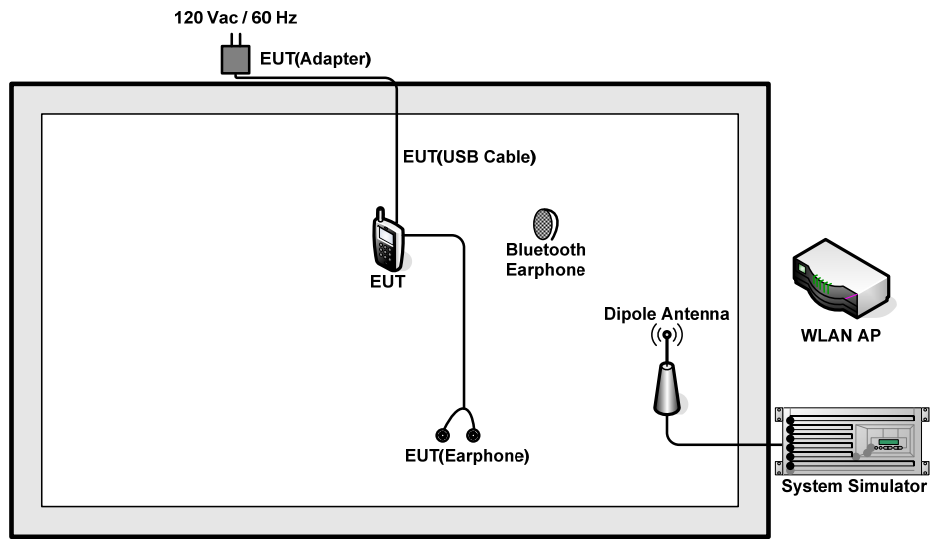 120 Vac / 60 Hz
EUT(Adapter)
EUT(USB Cable)
Bluetooth
Earphone
EUT
Dipole Antenna
WLAN AP
EUT(Earphone)
System Simulator